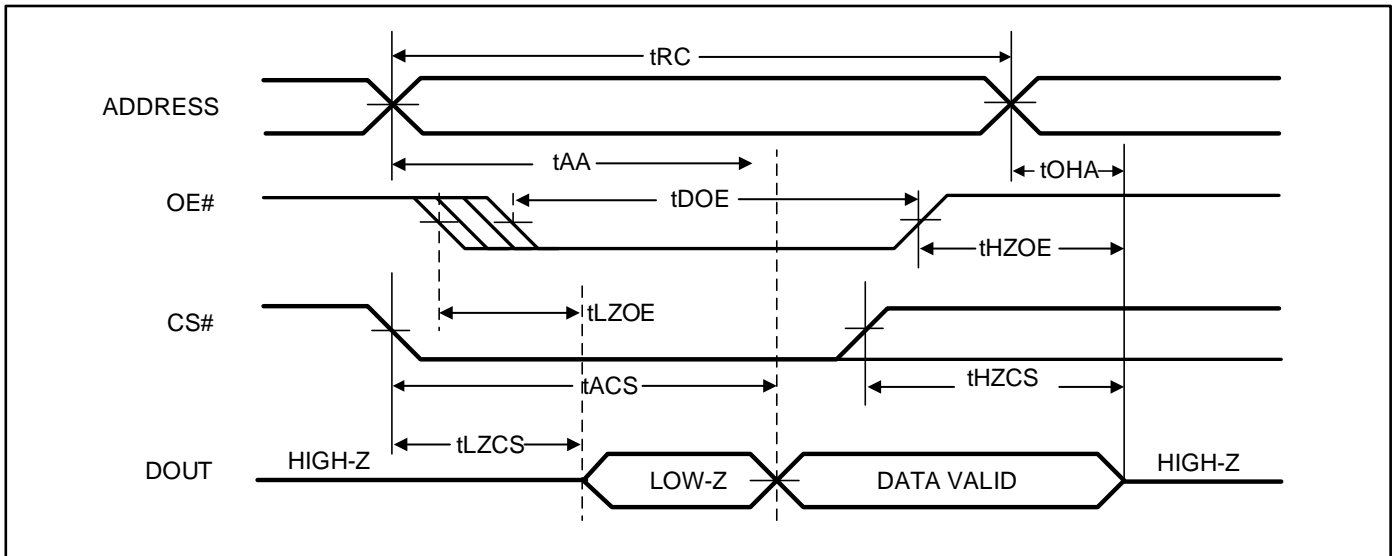 tRC
ADDRESS
tAA
tOHA
OE#
tDOE
tHZOE
tLZOE
CS#
tACS
tHZCS
tLZCS
HIGH-Z
DOUT
LOW-Z
DATA VALID
HIGH-Z